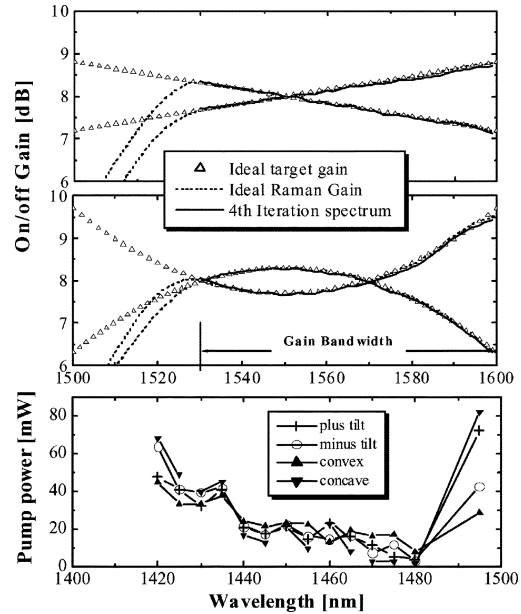 10
9
8
7
6
On/off Gain [dB]
Ideal target gain
Ideal Raman Gain
4th Iteration spectrum
10
9
8
7
6
Gain Bandwidth
1500 1520 1540 1560 1580 1600
80
60
40
20
0
Pump power [mW]
plus tilt
minus tilt
convex
concave
1400 1420 1440 1460 1480 1500
Wavelength [nm]